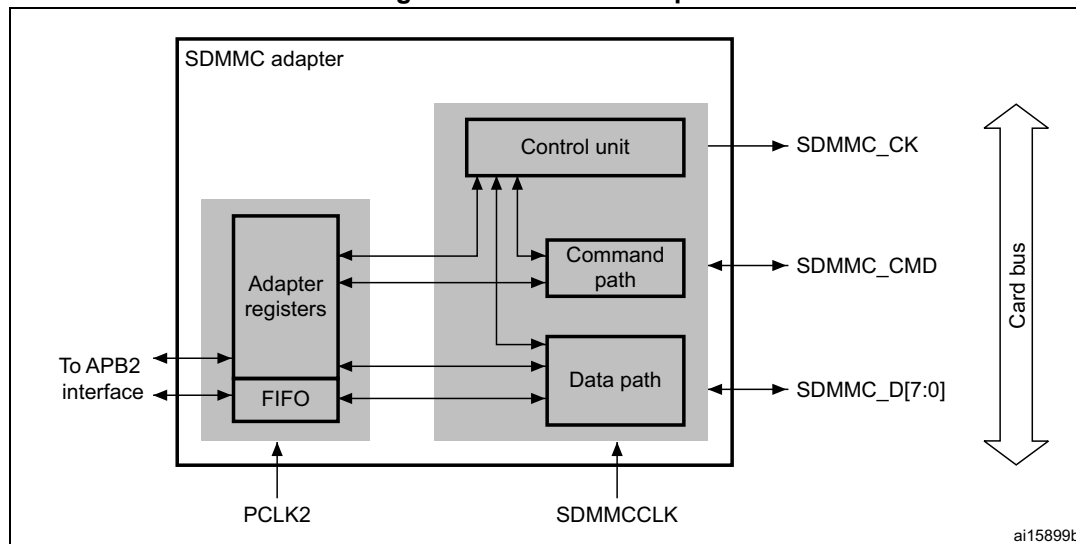 SDMMC adapter
Control unit
SDMMC_CK
Command
path
SDMMC_CMD
Adapter
registers
Card bus
To APB2
interface
FIFO
Data path
SDMMC_D[7:0]
PCLK2
SDMMCCLK
ai15899b